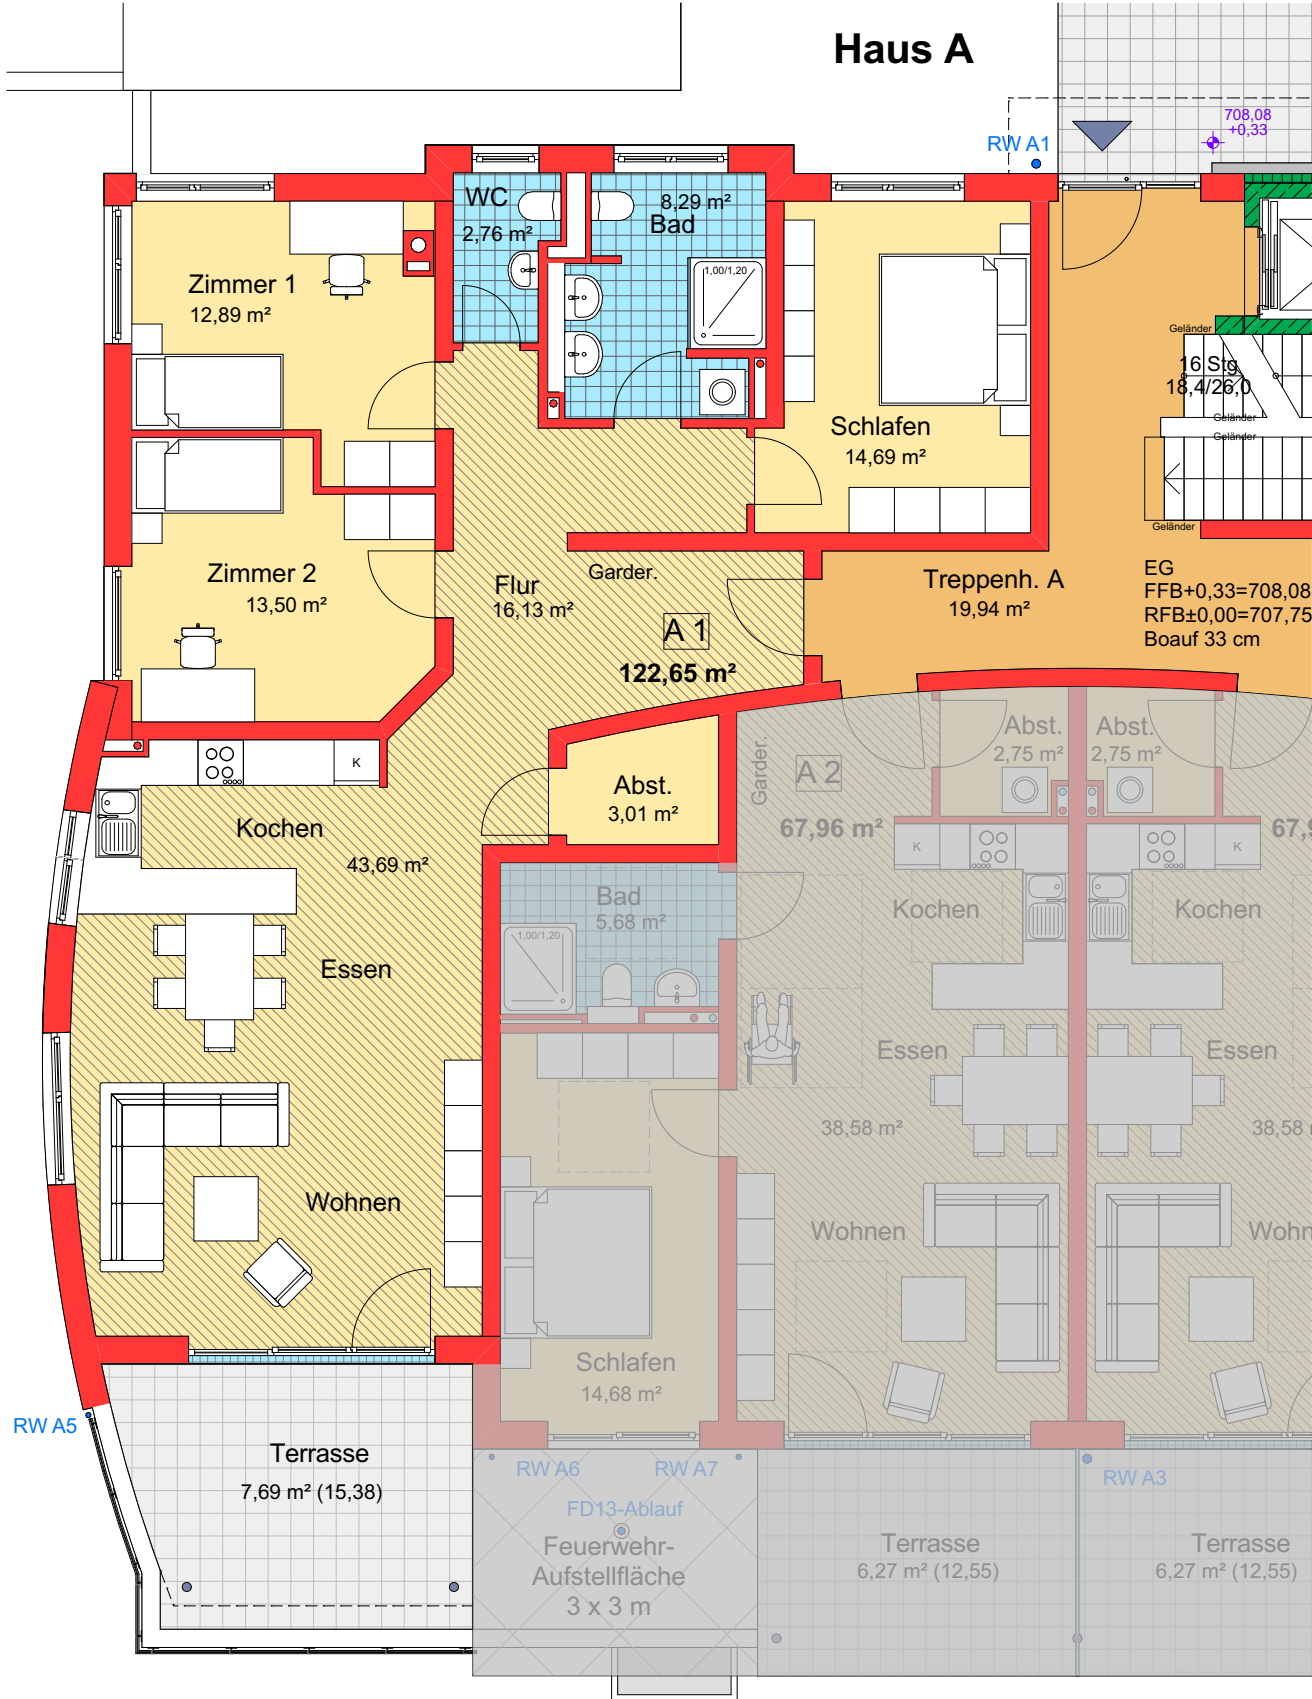 Haus A
708,08
+0,33
RW A1
WC
2,76 m²
8,29 m²
Bad
1,00/1,20
Zimmer 1
12,89 m²
Geländer
16 Stg
18,4/26,0
Geländer
Geländer
Geländer
Schlafen
14,69 m²
Zimmer 2
13,50 m²
Flur
16,13 m²
Garder.
A 1
122,65 m²
Treppenh. A
19,94 m²
EG
FFB+0,33=708,08
RFB±0,00=707,75
Boauf 33 cm
K
Kochen
43,69 m²
Abst.
3,01 m²
Garder.
A 2
67,96 m²
Abst.
2,75 m²
Abst.
2,75 m²
67,9
K
K
Bad
5,68 m²
1,00/1,20
Kochen
Kochen
Essen
Essen
Essen
38,58 m²
38,58 m
Wohnen
Wohnen
Wohn
Schlafen
14,68 m²
RW A5
Terrasse
7,69 m² (15,38)
RW A6
RW A7
RW A3
FD13-Ablauf
Feuerwehr-
Aufstellfläche
3 x 3 m
Terrasse
6,27 m² (12,55)
Terrasse
6,27 m² (12,55)